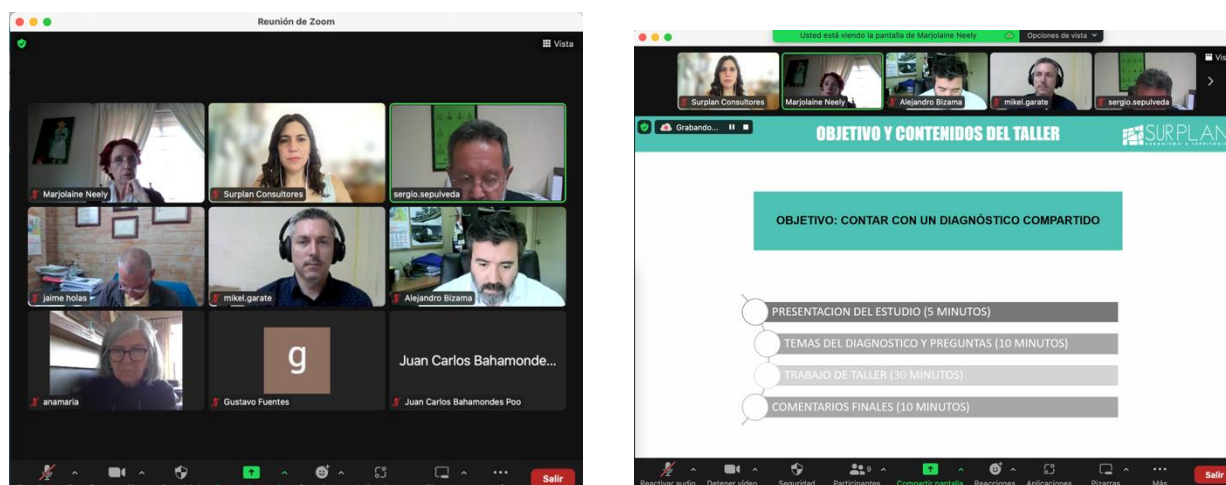 Reunión de Zoom
Vista
Marjolaine Neely
Surplan Consultores
sergio.sepulveda
jaime holas
mikel.garate
Alejandro Bizama
g
Juan Carlos Bahamonde...
anamaria
Gustavo Fuentes
Juan Carlos Bahamondes Poo
Salir
Usted está viendo la pantalla de Marjolaine Neely
Opciones de vista
Surplan Consultores
Marjolaine Neely
Alejandro Bizama
mikel.garate
sergio.sepulveda
Grabando...
OBJETIVO Y CONTENIDOS DEL TALLER
SURPLAN
OBJETIVO: CONTAR CON UN DIAGNÓSTICO COMPARTIDO
PRESENTACION DEL ESTUDIO (5 MINUTOS)
TEMAS DEL DIAGNOSTICO Y PREGUNTAS (10 MINUTOS)
TRABAJO DE TALLER (30 MINUTOS)
COMENTARIOS FINALES (10 MINUTOS)
9
Reactivar audio Detener vídeo Seguridad Participantes Compartir pantalla Reacciones Aplicaciones Pizarras Más
Salir